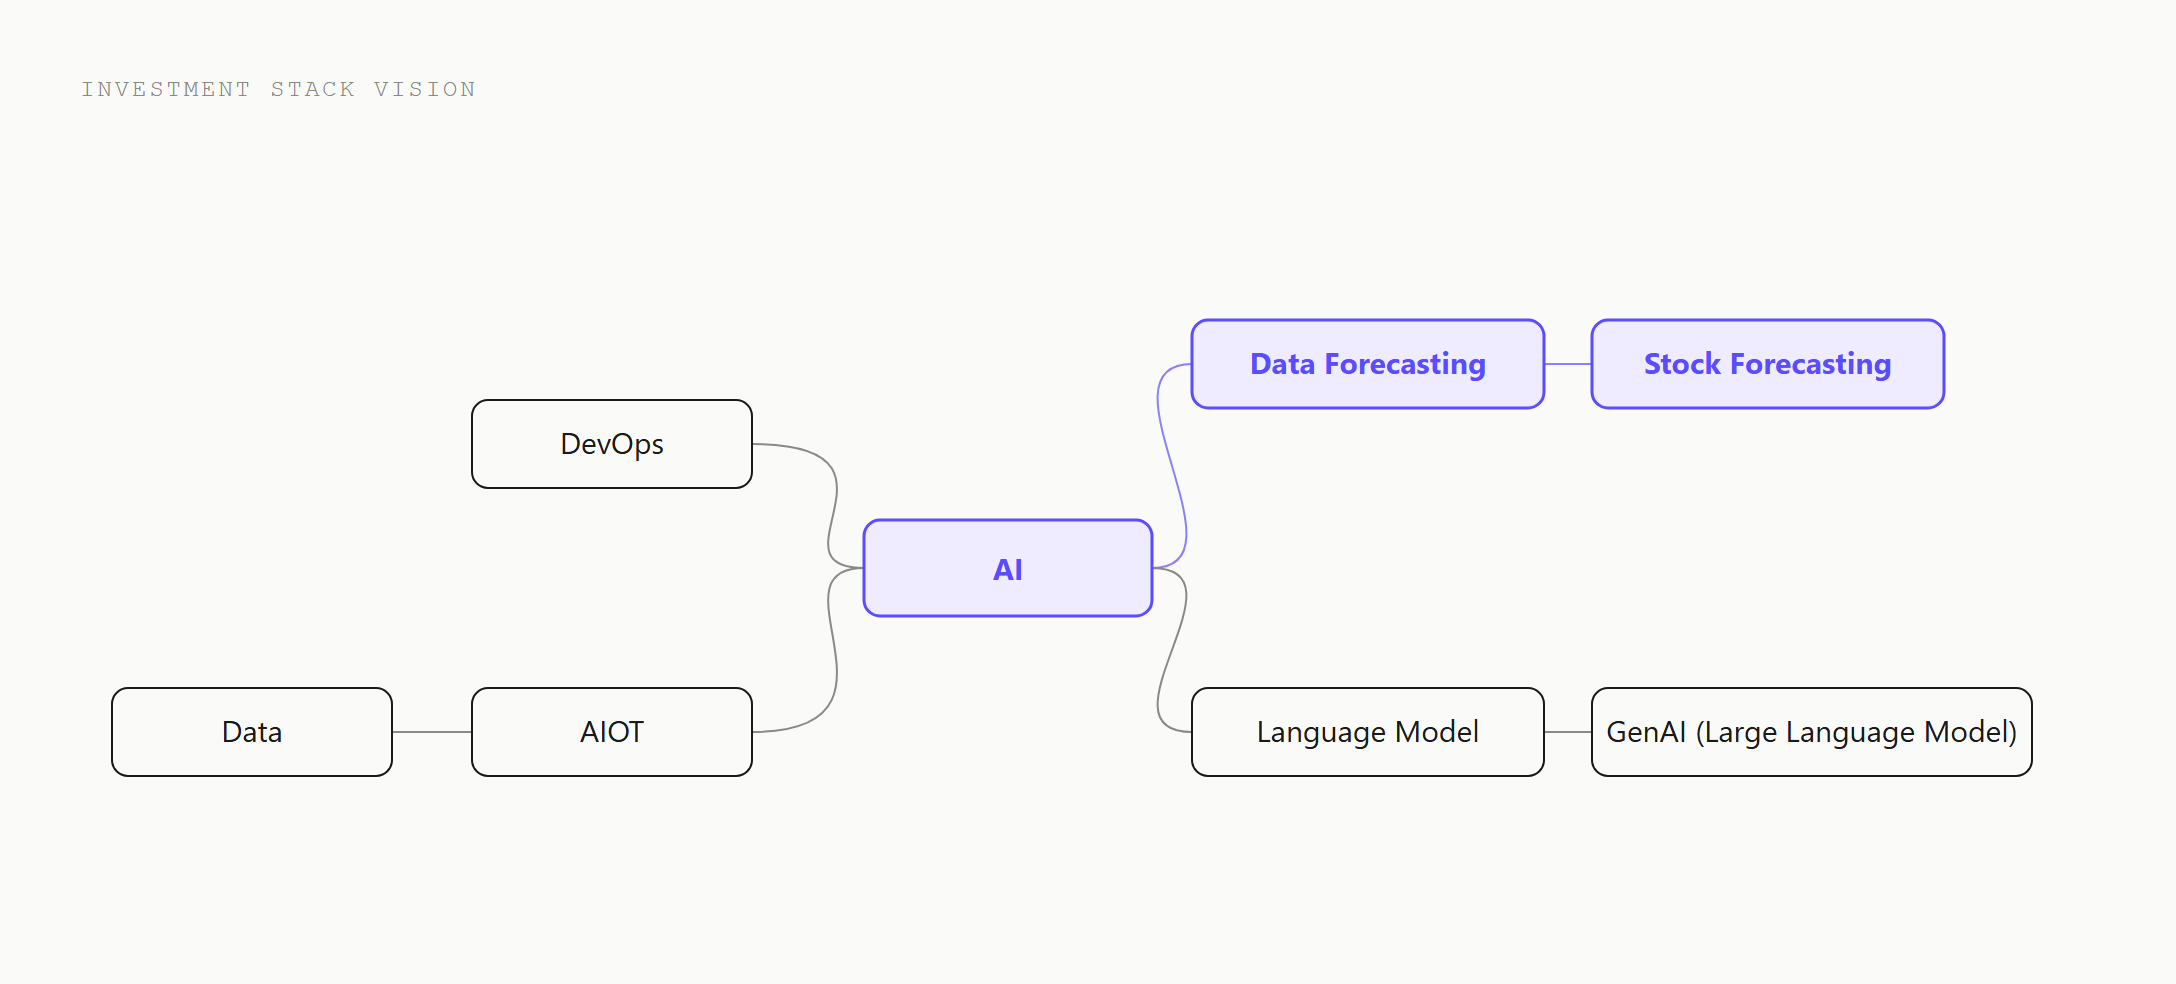 INVESTMENT STACK VISION
Data Forecasting
Stock Forecasting
DevOps
AI
Data
AIOT
Language Model
GenAI (Large Language Model)